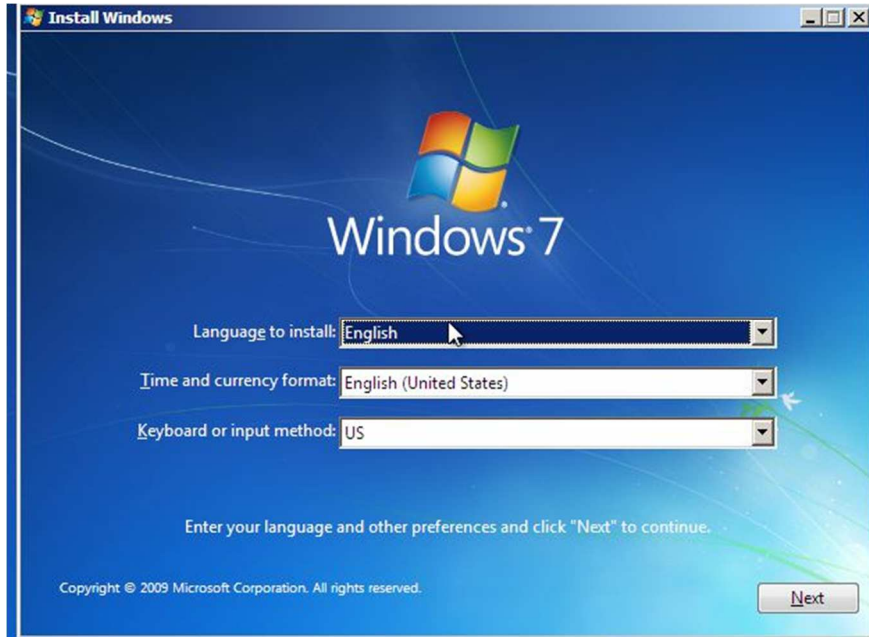 Install Windows
Windows® 7
Language to install: English
Time and currency format: English (United States)
Keyboard or input method: US
Enter your language and other preferences and click "Next" to continue.
Copyright © 2009 Microsoft Corporation. All rights reserved.
Next